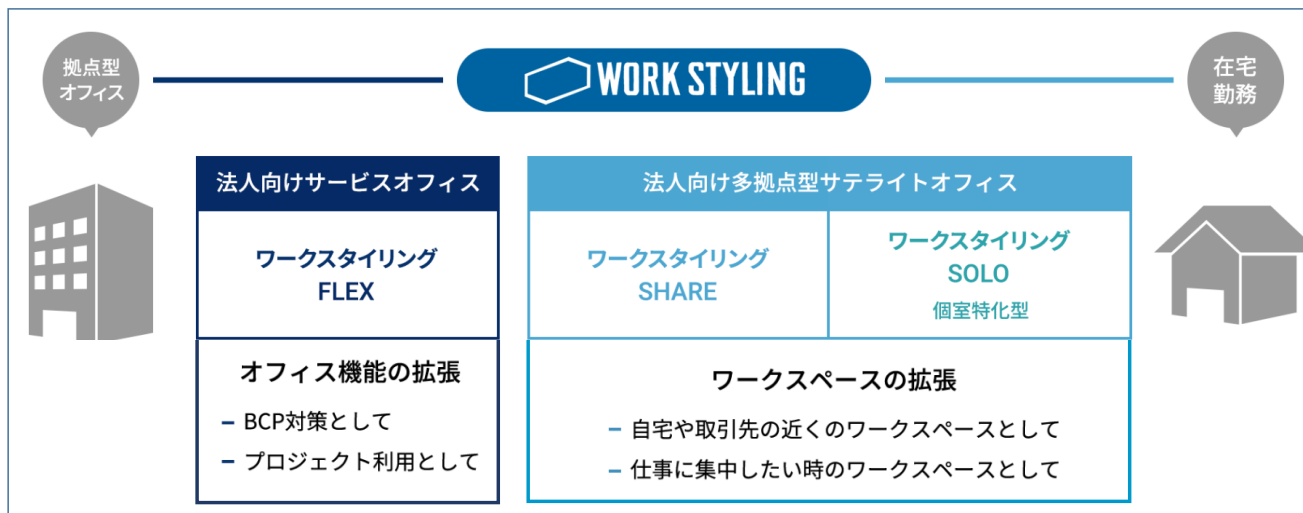 拠点型
オフィス
WORK STYLING
在宅
勤務
法人向けサービスオフィス
ワークスタイリング
FLEX
オフィス機能の拡張
– BCP対策として
– プロジェクト利用として
法人向け多拠点型サテライトオフィス
ワークスタイリング
SHARE
ワークスタイリング
SOLO
個室特化型
ワークスペースの拡張
– 自宅や取引先の近くのワークスペースとして
– 仕事に集中したい時のワークスペースとして